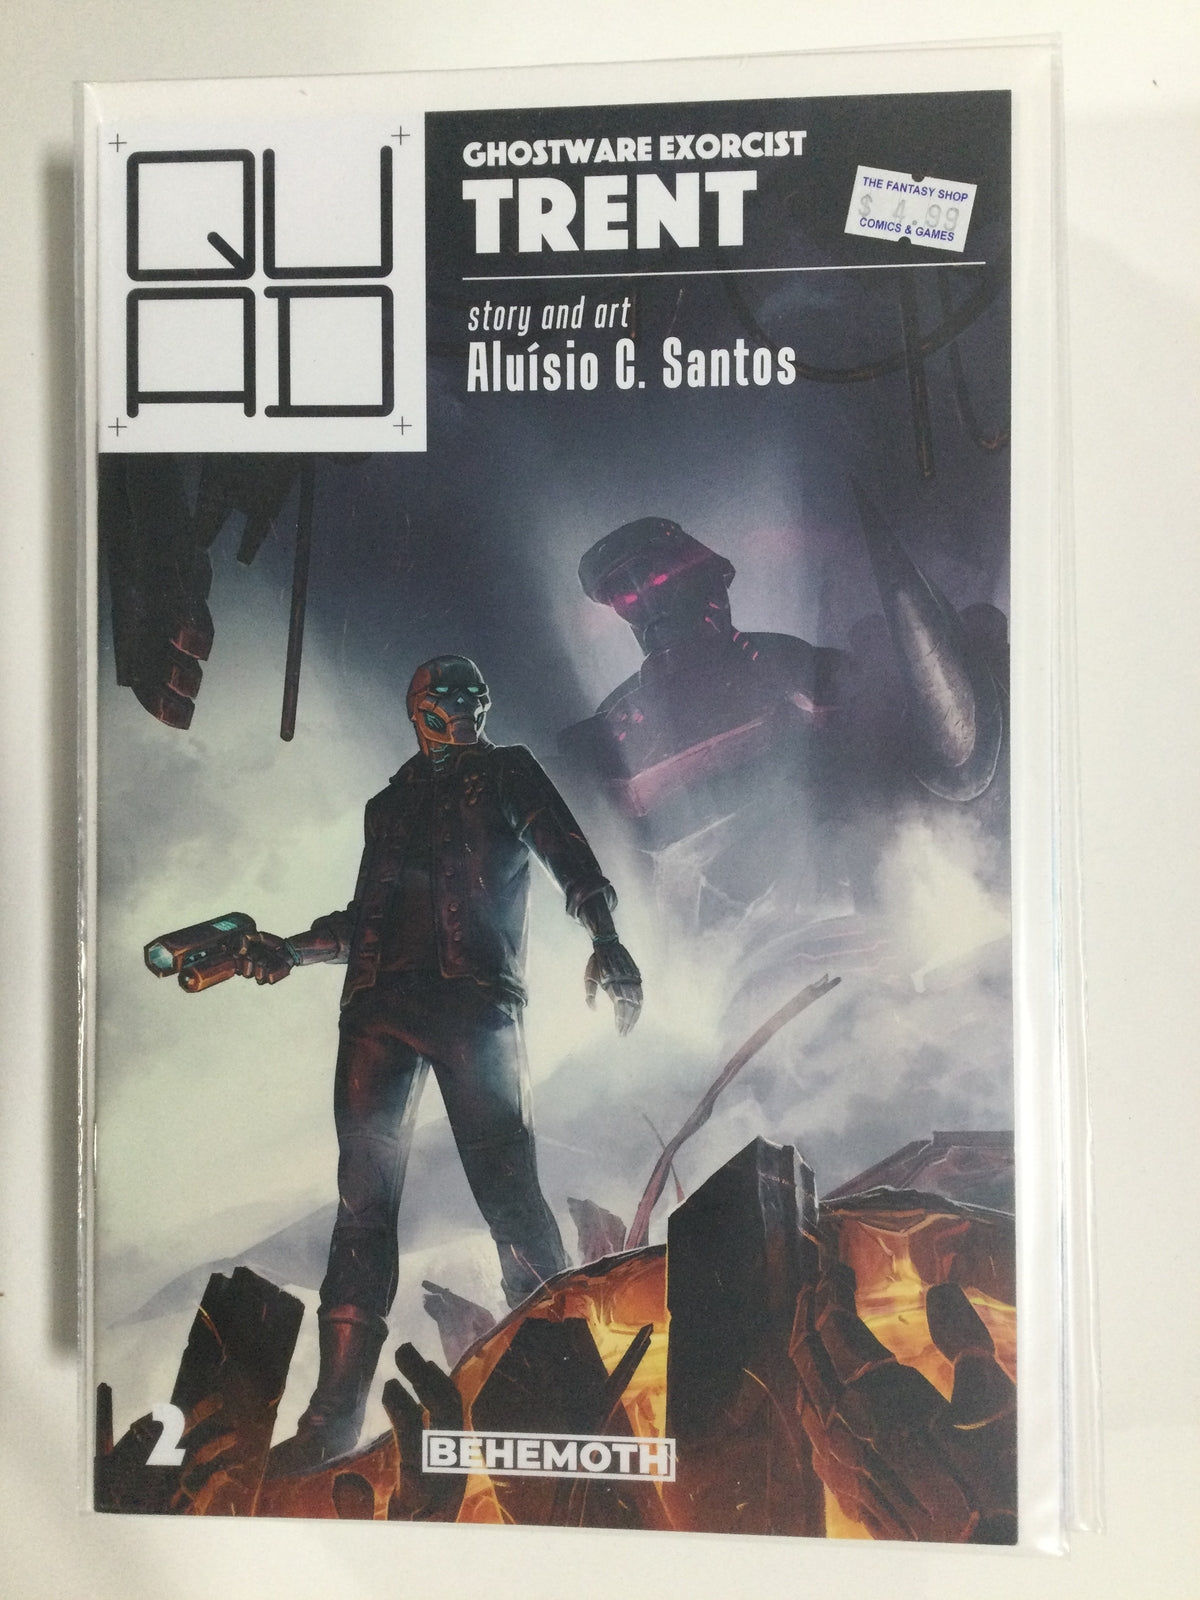 QU
AD
GHOSTWARE EXORCIST
TRENT
THE FANTASY SHOP
$ 4.99
COMICS & GAMES
story and art
Aluísio C. Santos
2
BEHEMOTH